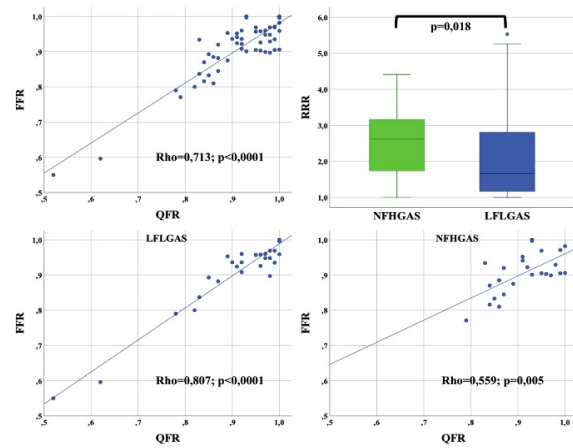 1,0
,9
,8
,7
,6
,5
FFR
,5 ,6 ,7 ,8 ,9 1,0
QFR
Rho=0,713; p<0,0001
p=0,018
6,0
5,0
4,0
3,0
2,0
1,0
RRR
NFHGAS LFLGAS
LFLGAS
1,0
,9
,8
,7
,6
,5
FFR
,5 ,6 ,7 ,8 ,9 1,0
QFR
Rho=0,807; p<0,0001
NFHGAS
1,0
,9
,8
,7
,6
,5
FFR
,5 ,6 ,7 ,8 ,9 1,0
QFR
Rho=0,559; p=0,005